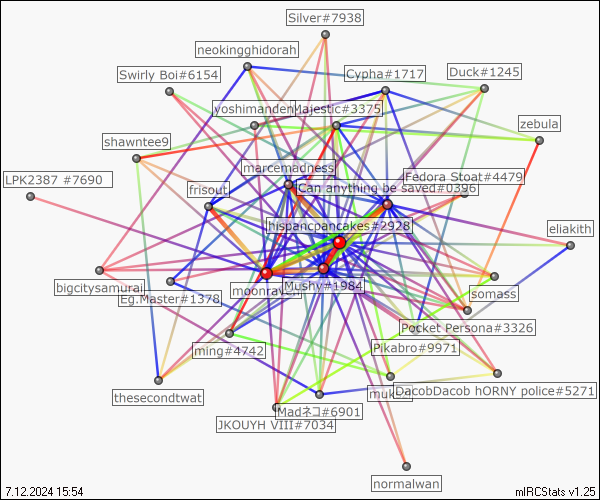 Silver#7938
neokingghidorah
Swirly Boi#6154
Cypha#1717
Duck#1245
yoshimanden
Majestic#3375
zebula
shawntee9
marcemadness
LPK2387 #7690
Fedora Stoat#4479
frisout
Can anything be saved#0396
hispancpancakes#2928
eliakith
bigcitysamurai
moonraven
Mushy#1984
somass
Eg.Master#1378
Pocket Persona#3326
ming#4742
Pikabro#9971
thesecondtwat
DacobDacob hORNY police#5271
Madネコ#6901
JKOUYH VIII#7034
normalwan
7.12.2024 15:54
mIRCStats v1.25